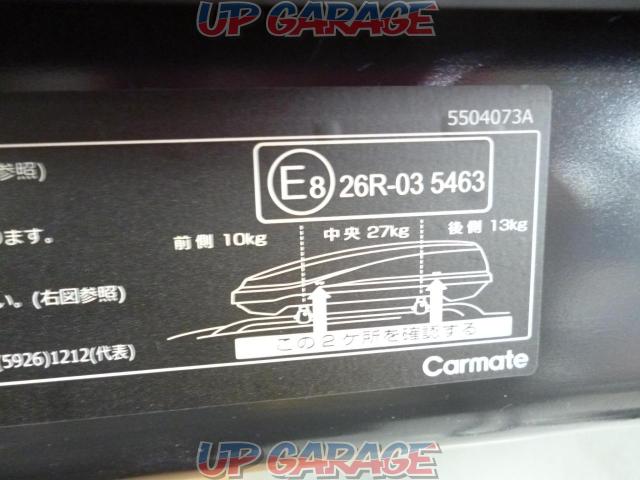 UP GARAGE
5504073A
参照)
E8 26R-03 5463
ります。
前側 10kg 中央 27kg 後側 13kg
い。(右図参照)
(5926)1212(代表)
この2ヶ所を確認する
Carmate
UP GARAGE